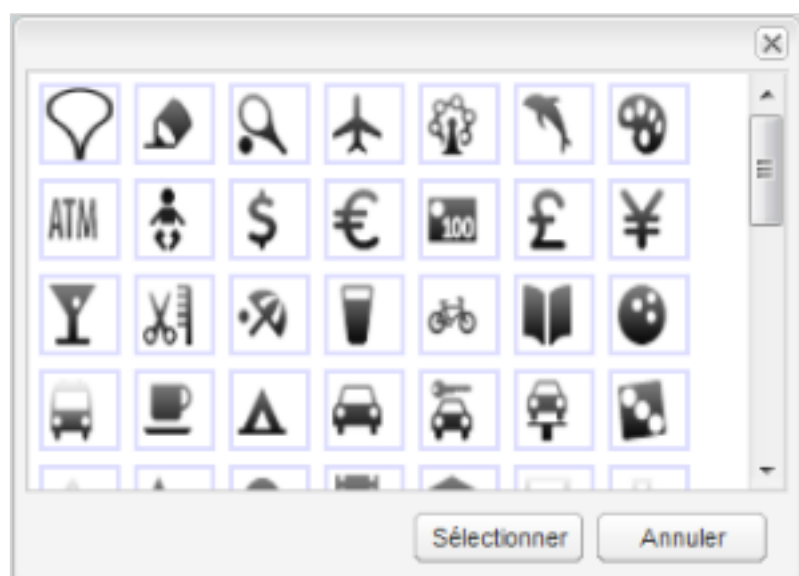 ATM $ € 100 £ ¥
Sélectionner Annuler